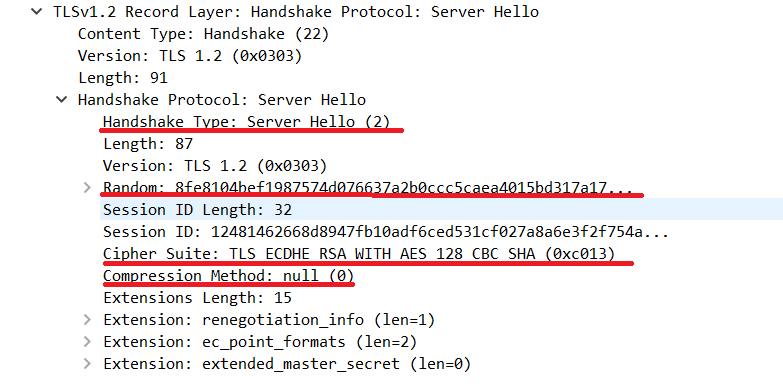 TLSv1.2 Record Layer: Handshake Protocol: Server Hello
Content Type: Handshake (22)
Version: TLS 1.2 (0x0303)
Length: 91
Handshake Protocol: Server Hello
Handshake Type: Server Hello (2)
Length: 87
Version: TLS 1.2 (0x0303)
Random: 8fe8104bef1987574d076637a2b0ccc5caea4015bd317a17...
Session ID Length: 32
Session ID: 12481462668d8947fb10adf6ced531cf027a8a6e3f2f754a...
Cipher Suite: TLS_ECDHE_RSA_WITH_AES_128_CBC_SHA (0xc013)
Compression Method: null (0)
Extensions Length: 15
Extension: renegotiation_info (len=1)
Extension: ec_point_formats (len=2)
Extension: extended_master_secret (len=0)